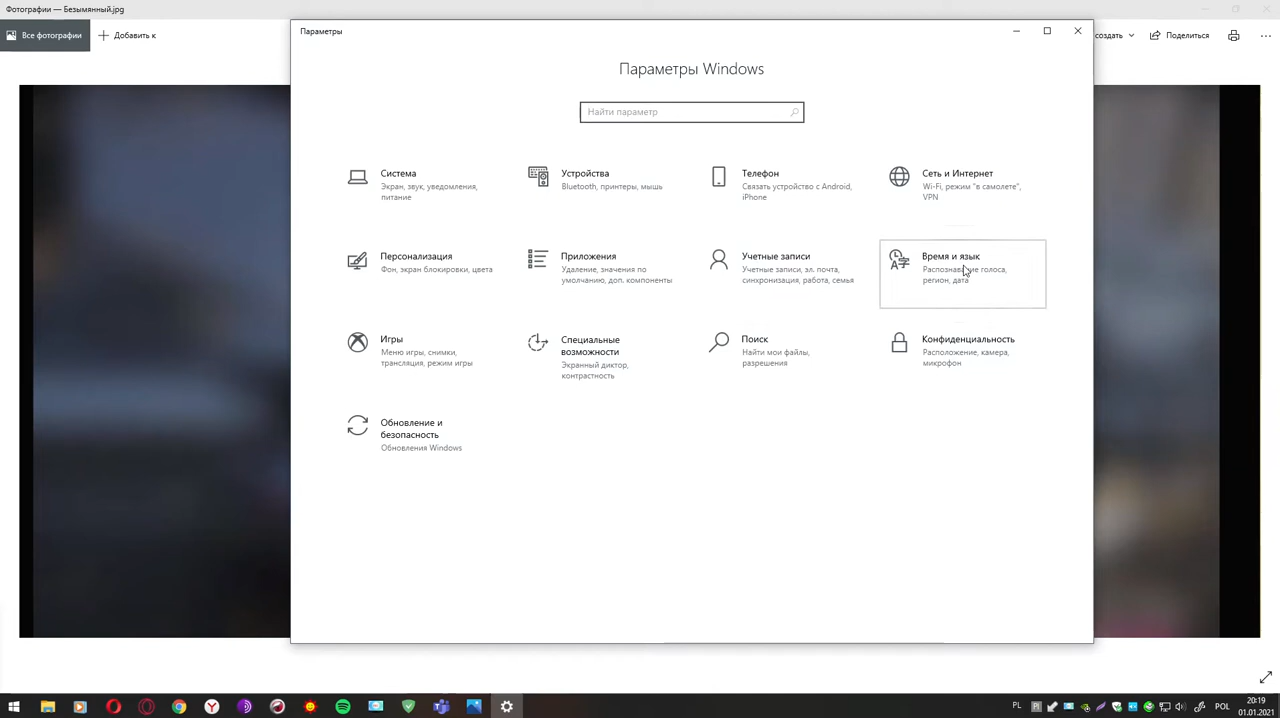 Фотографии — Безымянный.jpg
Все фотографии
Добавить к
создать
Поделиться
Параметры
Параметры Windows
Найти параметр
Система
Экран, звук, уведомления,
питание
Устройства
Bluetooth, принтеры, мышь
Телефон
Связать устройство с Android,
iPhone
Сеть и Интернет
Wi-Fi, режим "в самолете",
VPN
Персонализация
Фон, экран блокировки, цвета
Приложения
Удаление, значения по
умолчанию, доп. компоненты
Учетные записи
Учетные записи, эл. почта,
синхронизация, работа, семья
Время и язык
Распознавание голоса,
регион, дата
Игры
Меню игры, снимки,
трансляция, режим игры
Специальные
возможности
Экранный диктор,
контрастность
Поиск
Найти мои файлы,
разрешения
Конфиденциальность
Расположение, камера,
микрофон
Обновление и
безопасность
Обновления Windows
PL
POL
20:19
01.01.2021